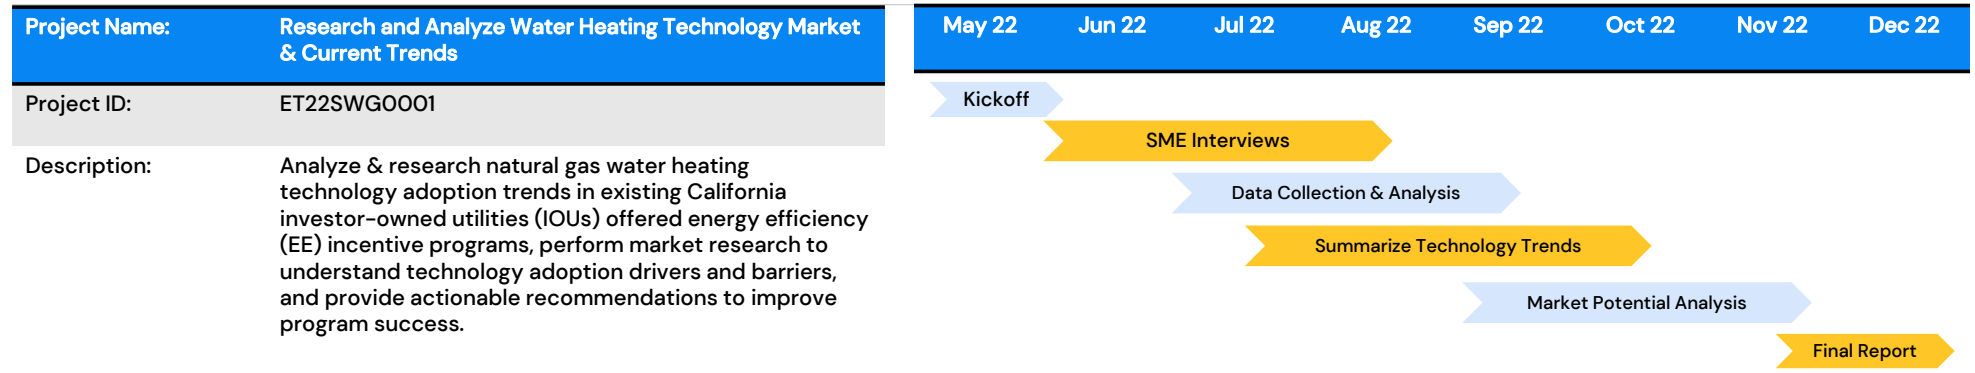 Project Name:
Research and Analyze Water Heating Technology Market
& Current Trends
Project ID:
ET22SWG0001
Description:
Analyze & research natural gas water heating
technology adoption trends in existing California
investor-owned utilities (IOUs) offered energy efficiency
(EE) incentive programs, perform market research to
understand technology adoption drivers and barriers,
and provide actionable recommendations to improve
program success.
May 22 Jun 22 Jul 22 Aug 22 Sep 22 Oct 22 Nov 22 Dec 22
Kickoff
SME Interviews
Data Collection & Analysis
Summarize Technology Trends
Market Potential Analysis
Final Report